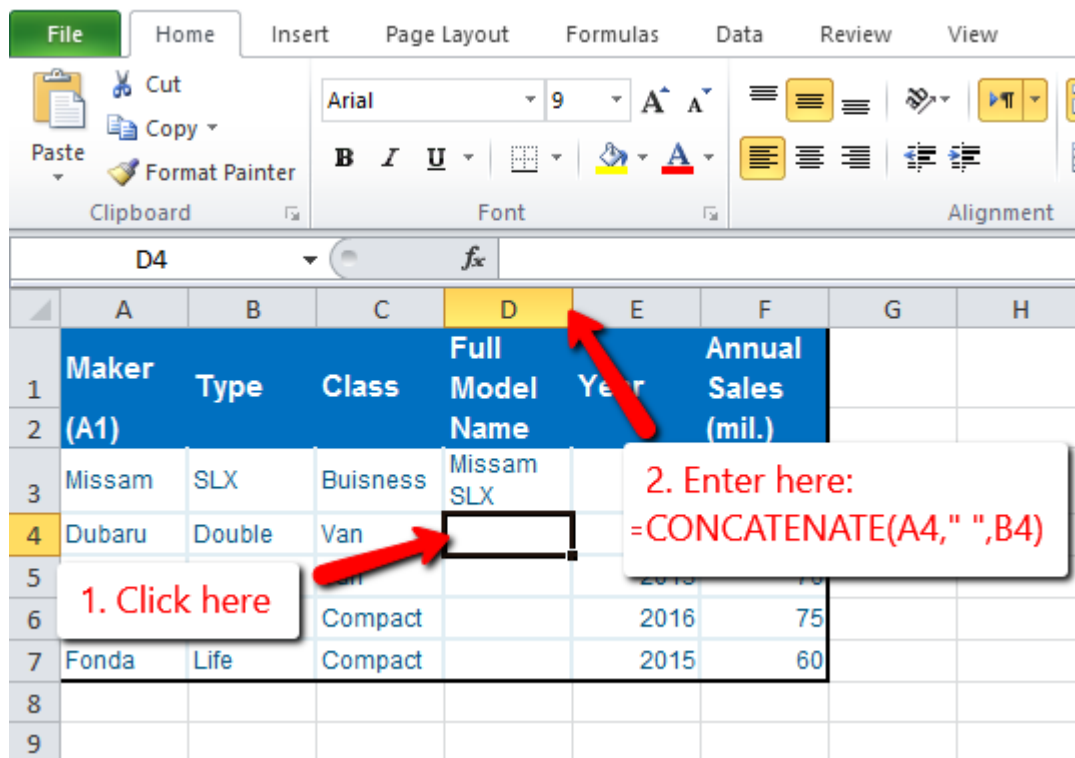 File Home Insert Page Layout Formulas Data Review View
Cut
Copy
Format Painter
Paste
Clipboard
Arial 9 A A
B I U A
Font
Alignment
D4 fx
A B C D E F G H
1 2 3 4 5 6 7 8 9
Maker
(A1)
Type
Class
Full
Model
Name
Annual
Sales
(mil.)
Missam SLX Buisness Missam
SLX
Dubaru Double Van
Compact 2016 75
Fonda Life Compact 2015 60
1. Click here
2. Enter here:
=CONCATENATE(A4," ",B4)